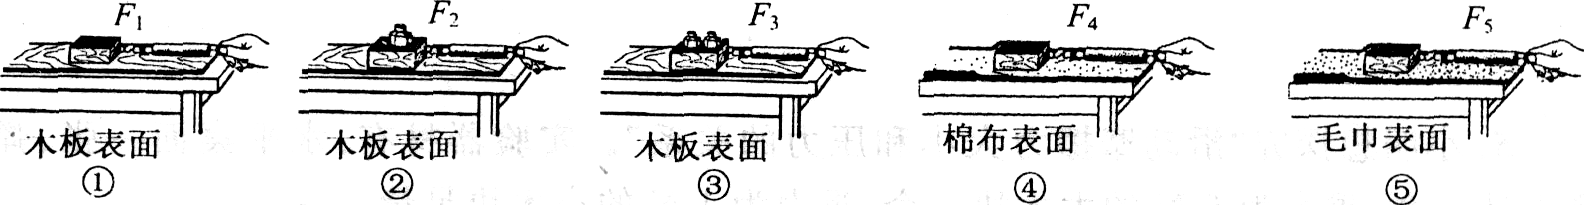 F₁ F₂ F₃ F₄ F₅
木板表面 木板表面 木板表面 棉布表面 毛巾表面
① ② ③ ④ ⑤